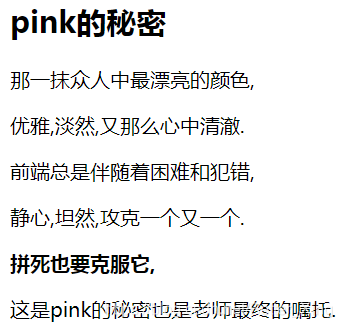 pink的秘密
那一抹众人中最漂亮的颜色,
优雅,淡然,又那么心中清澈.
前端总是伴随着困难和犯错,
静心,坦然,攻克一个又一个.
拼死也要克服它,
这是pink的秘密也是老师最终的嘱托.